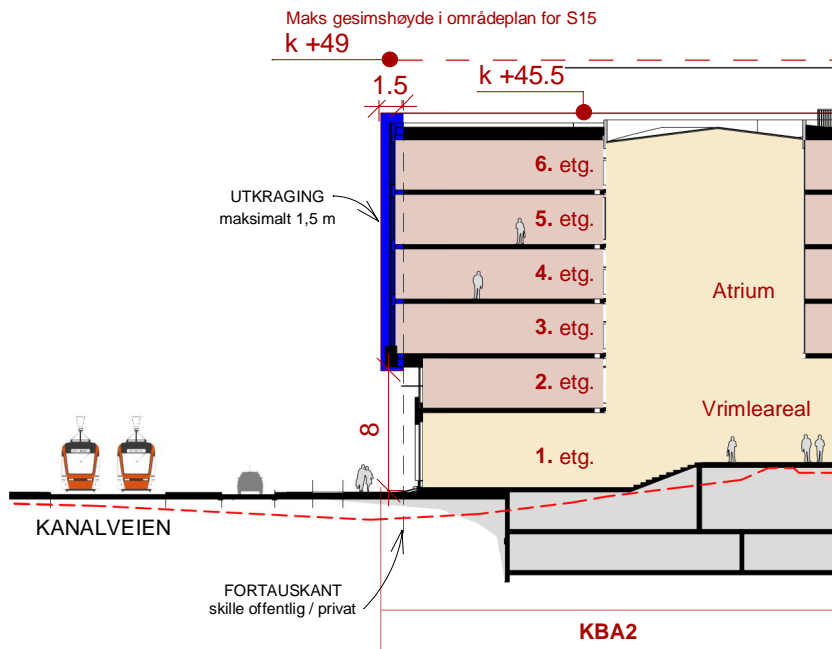 Maks gesimshøyde i områdeplan for S15
k +49
k +45.5
1.5
6. etg.
UTKRAGING
maksimalt 1,5 m
5. etg.
4. etg.
Atrium
3. etg.
2. etg.
Vrimleareal
8
1. etg.
KANALVEIEN
FORTAUSKANT
skille offentlig / privat
KBA2